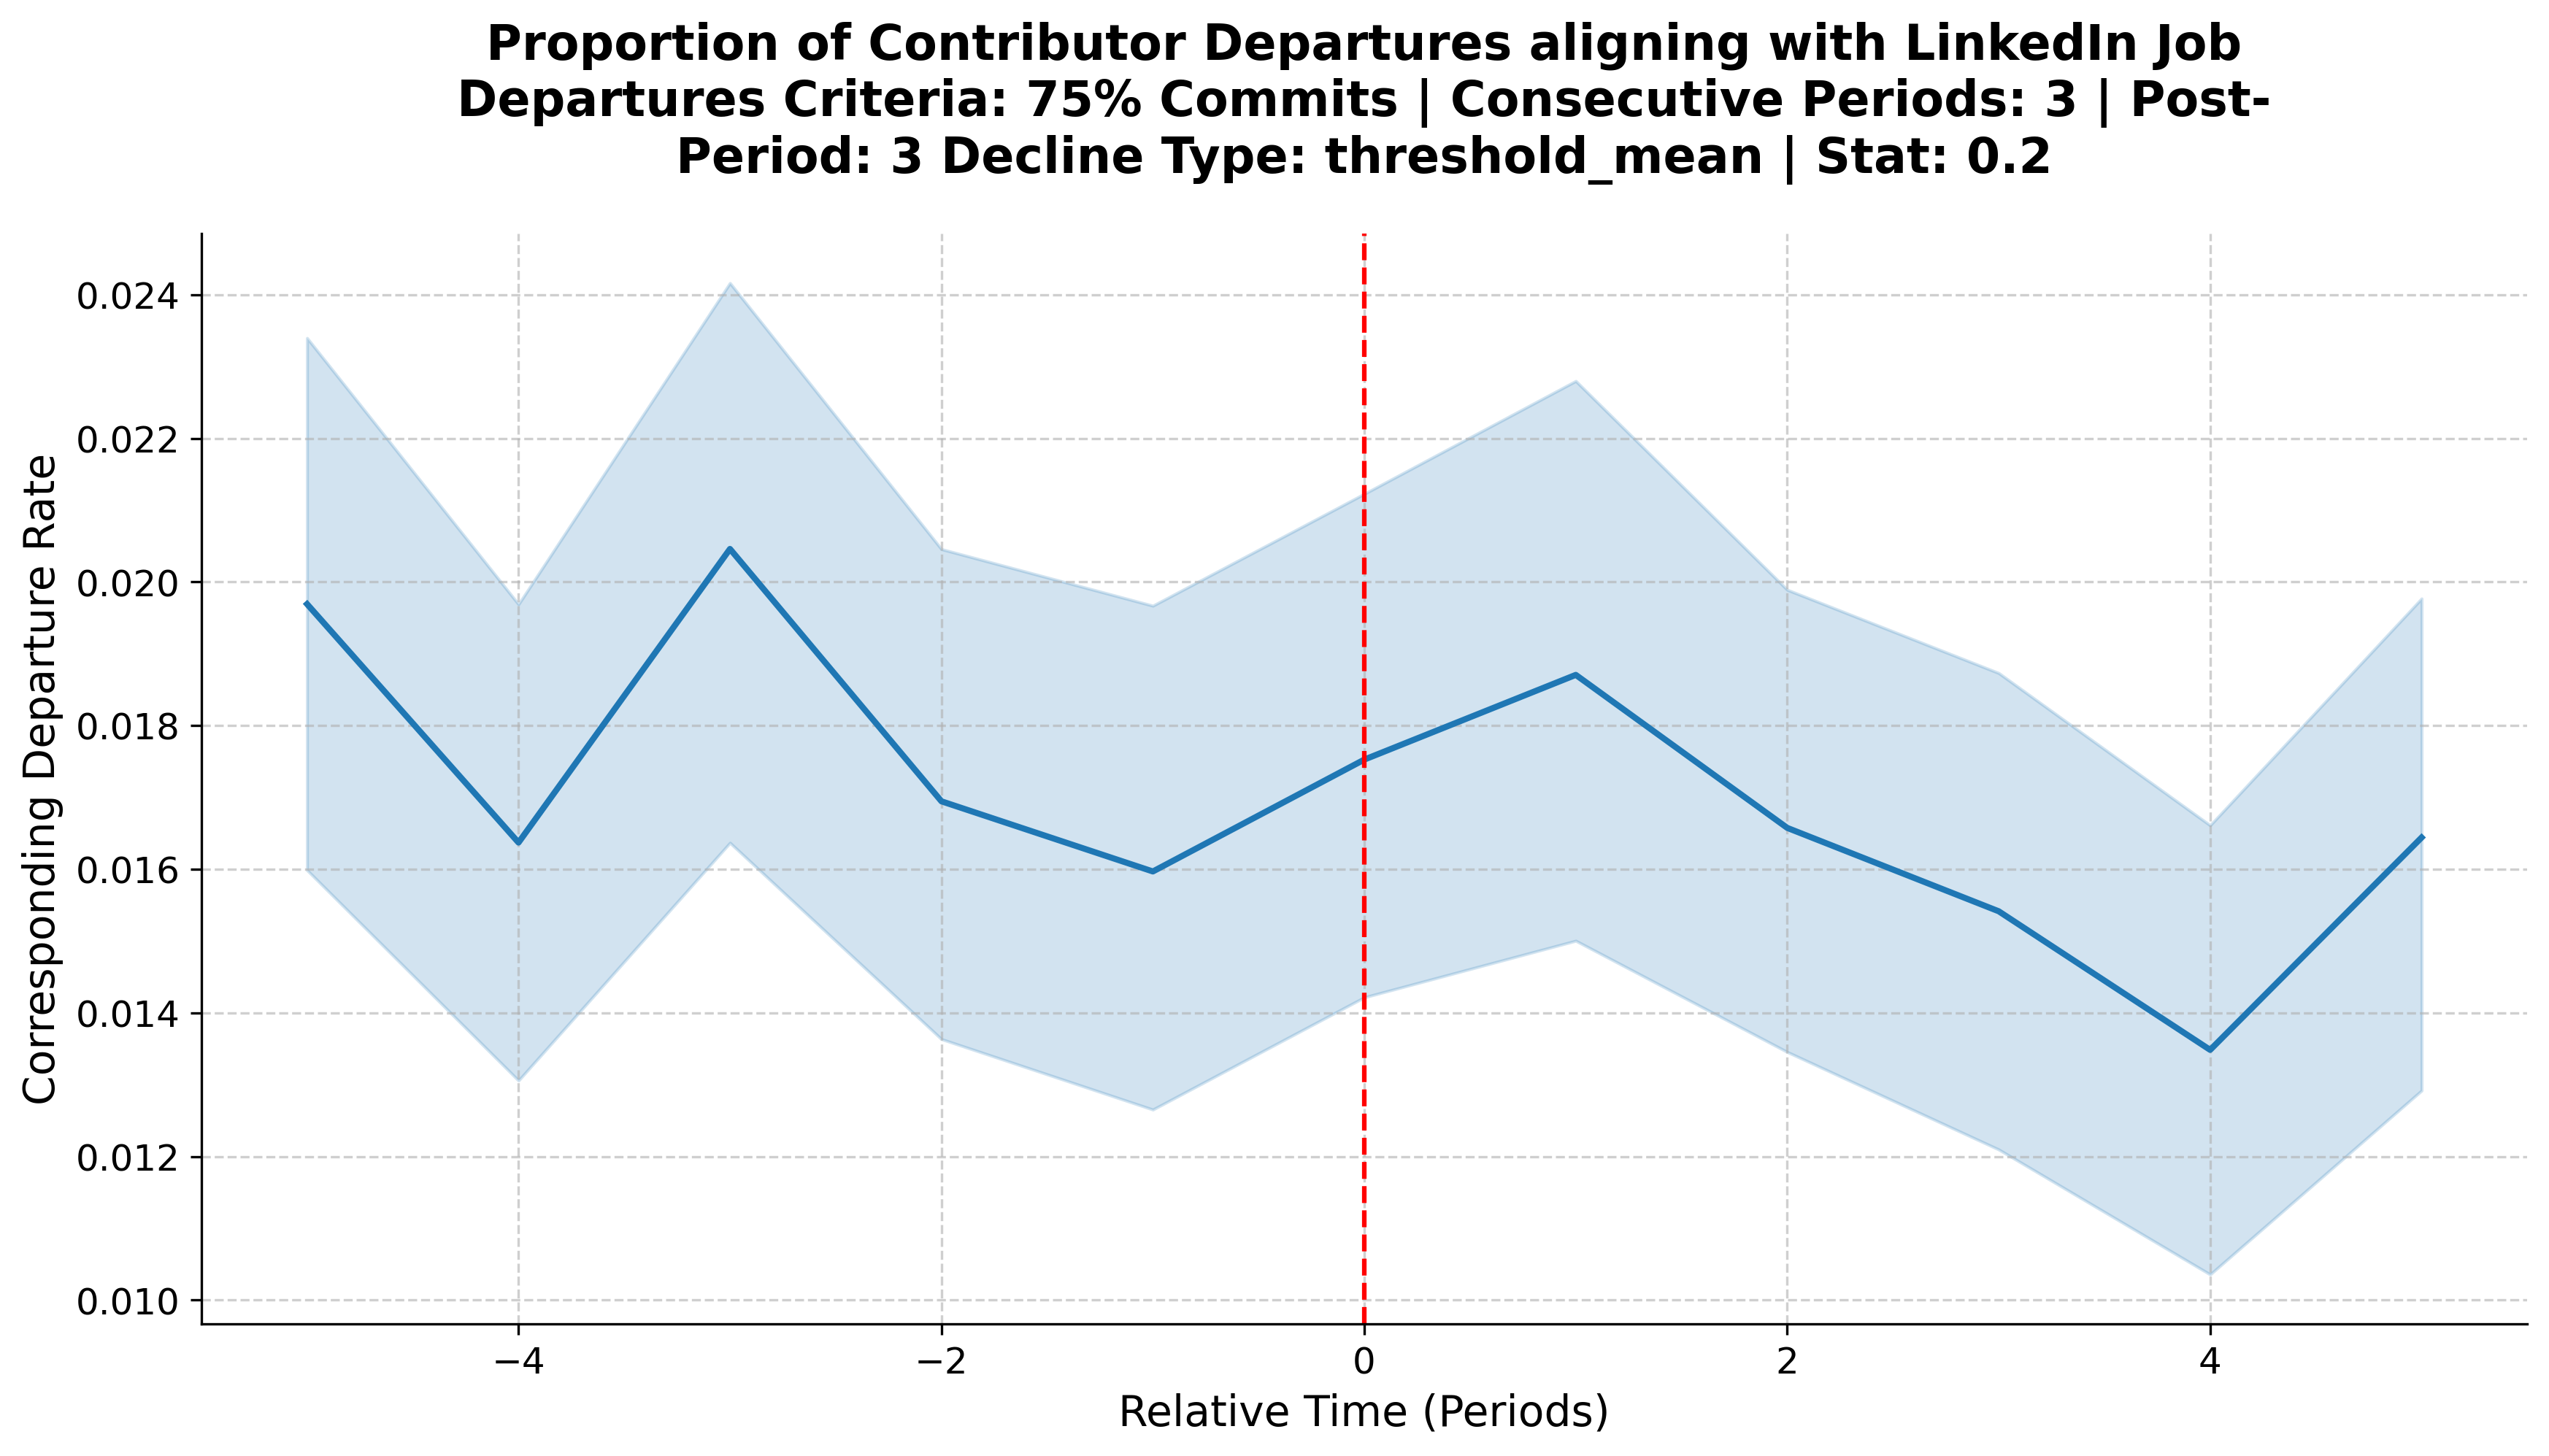 Proportion of Contributor Departures aligning with LinkedIn Job
Departures Criteria: 75% Commits | Consecutive Periods: 3 | Post-
Period: 3 Decline Type: threshold_mean | Stat: 0.2
Corresponding Departure Rate
0.024
0.022
0.020
0.018
0.016
0.014
0.012
0.010
−4
−2
0
2
4
Relative Time (Periods)